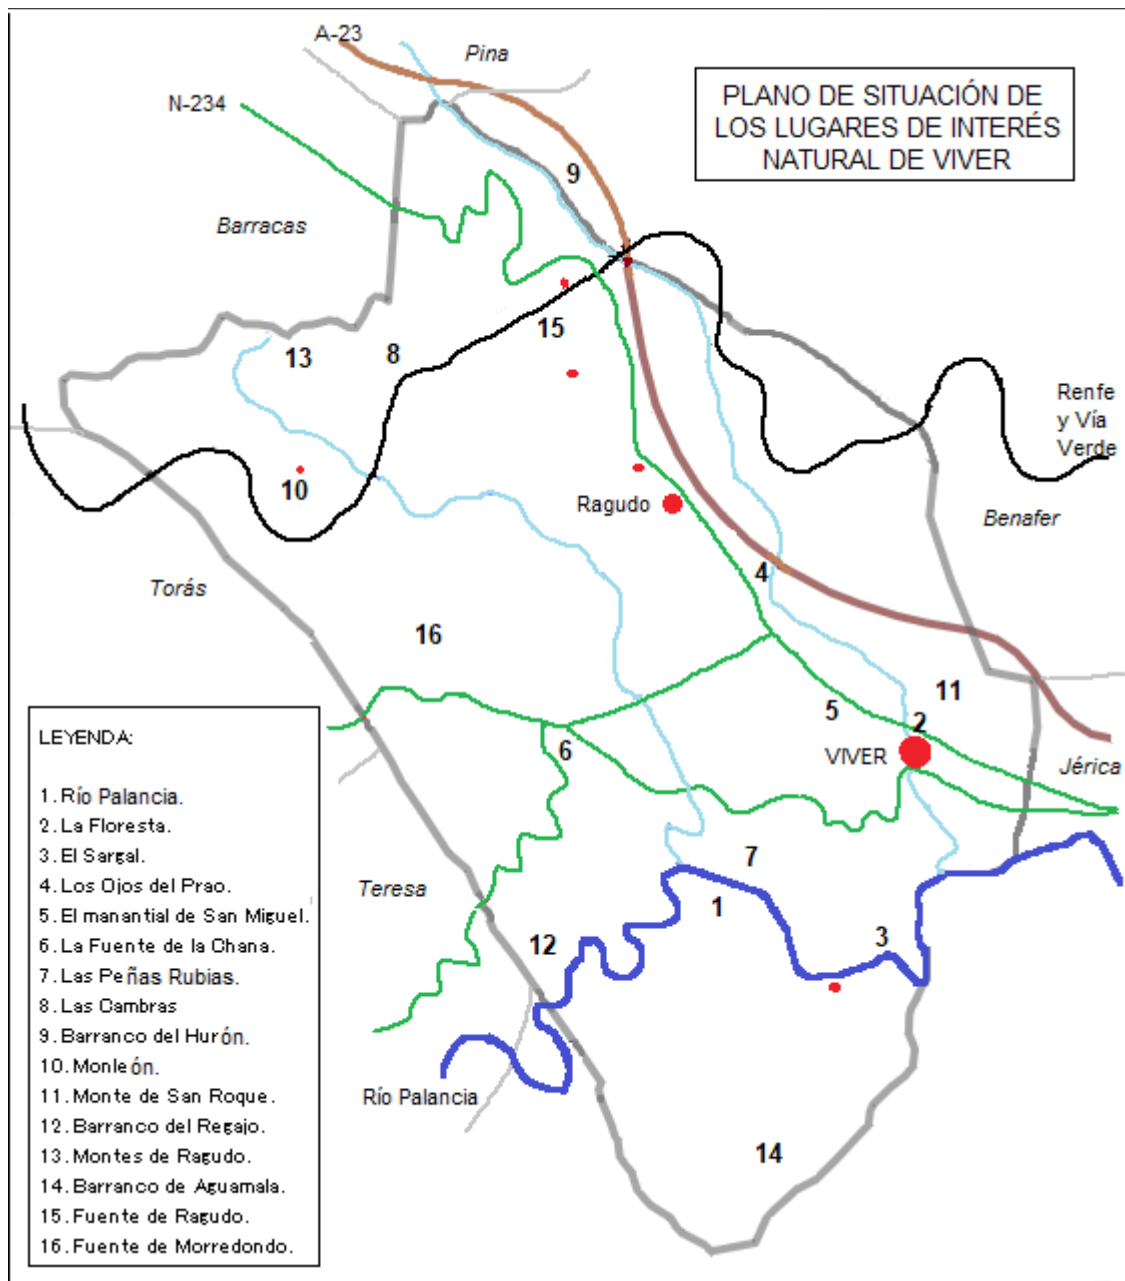 A-23
Pina
PLANO DE SITUACIÓN DE
LOS LUGARES DE INTERÉS
NATURAL DE VIVER
N-234
9
Barracas
15
13
8
Renfe
y Vía
Verde
10
Ragudo
Benafer
4
Torás
16
11
5
2
6
VIVER
Jérica
7
Teresa
1
3
12
Río Palancia
14
LEYENDA:
1. Río Palancia.
2. La Floresta.
3. El Sargal.
4. Los Ojos del Prao.
5. El manantial de San Miguel.
6. La Fuente de la Chana.
7. Las Peñas Rubias.
8. Las Cambras
9. Barranco del Hurón.
10. Monleón.
11. Monte de San Roque.
12. Barranco del Regajo.
13. Montes de Ragudo.
14. Barranco de Aguamala.
15. Fuente de Ragudo.
16. Fuente de Morredondo.